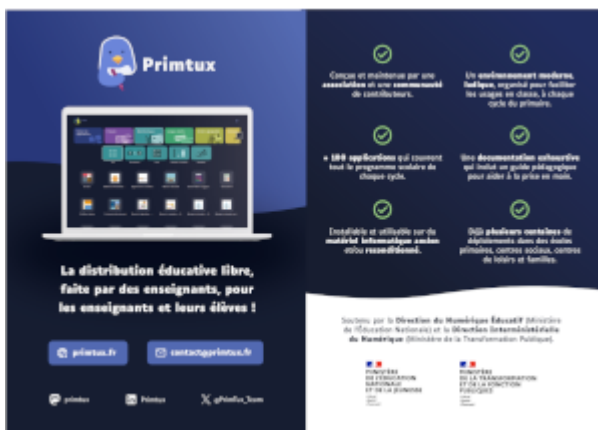 Primtux
La distribution éducative libre,
faite par des enseignants, pour
les enseignants et leurs élèves !
primtux.fr
contact@primtux.fr
primtux
Primtux
@PrimTux_Team
Conçue et maintenue par une
association et une communauté
de contributeurs.
Un environnement moderne,
ludique, organisé pour faciliter
les usages en classe, à chaque
cycle du primaire.
+ 100 applications qui couvrent
tout le programme scolaire de
chaque cycle.
Une documentation exhaustive
qui inclut un guide pédagogique
pour aider à la prise en main.
Installable et utilisable sur du
matériel informatique ancien
et/ou reconditionné.
Déjà plusieurs centaines de
déploiements dans des écoles
primaires, centres sociaux, centres
de loisirs et familles.
Soutenu par la Direction du Numérique Éducatif (Ministère
de l'Éducation Nationale) et la Direction Interministérielle
du Numérique (Ministère de la Transformation Publique).
MINISTÈRE
DE L'ÉDUCATION
NATIONALE
ET DE LA JEUNESSE
MINISTÈRE
DE LA TRANSFORMATION
ET DE LA FONCTION
PUBLIQUES